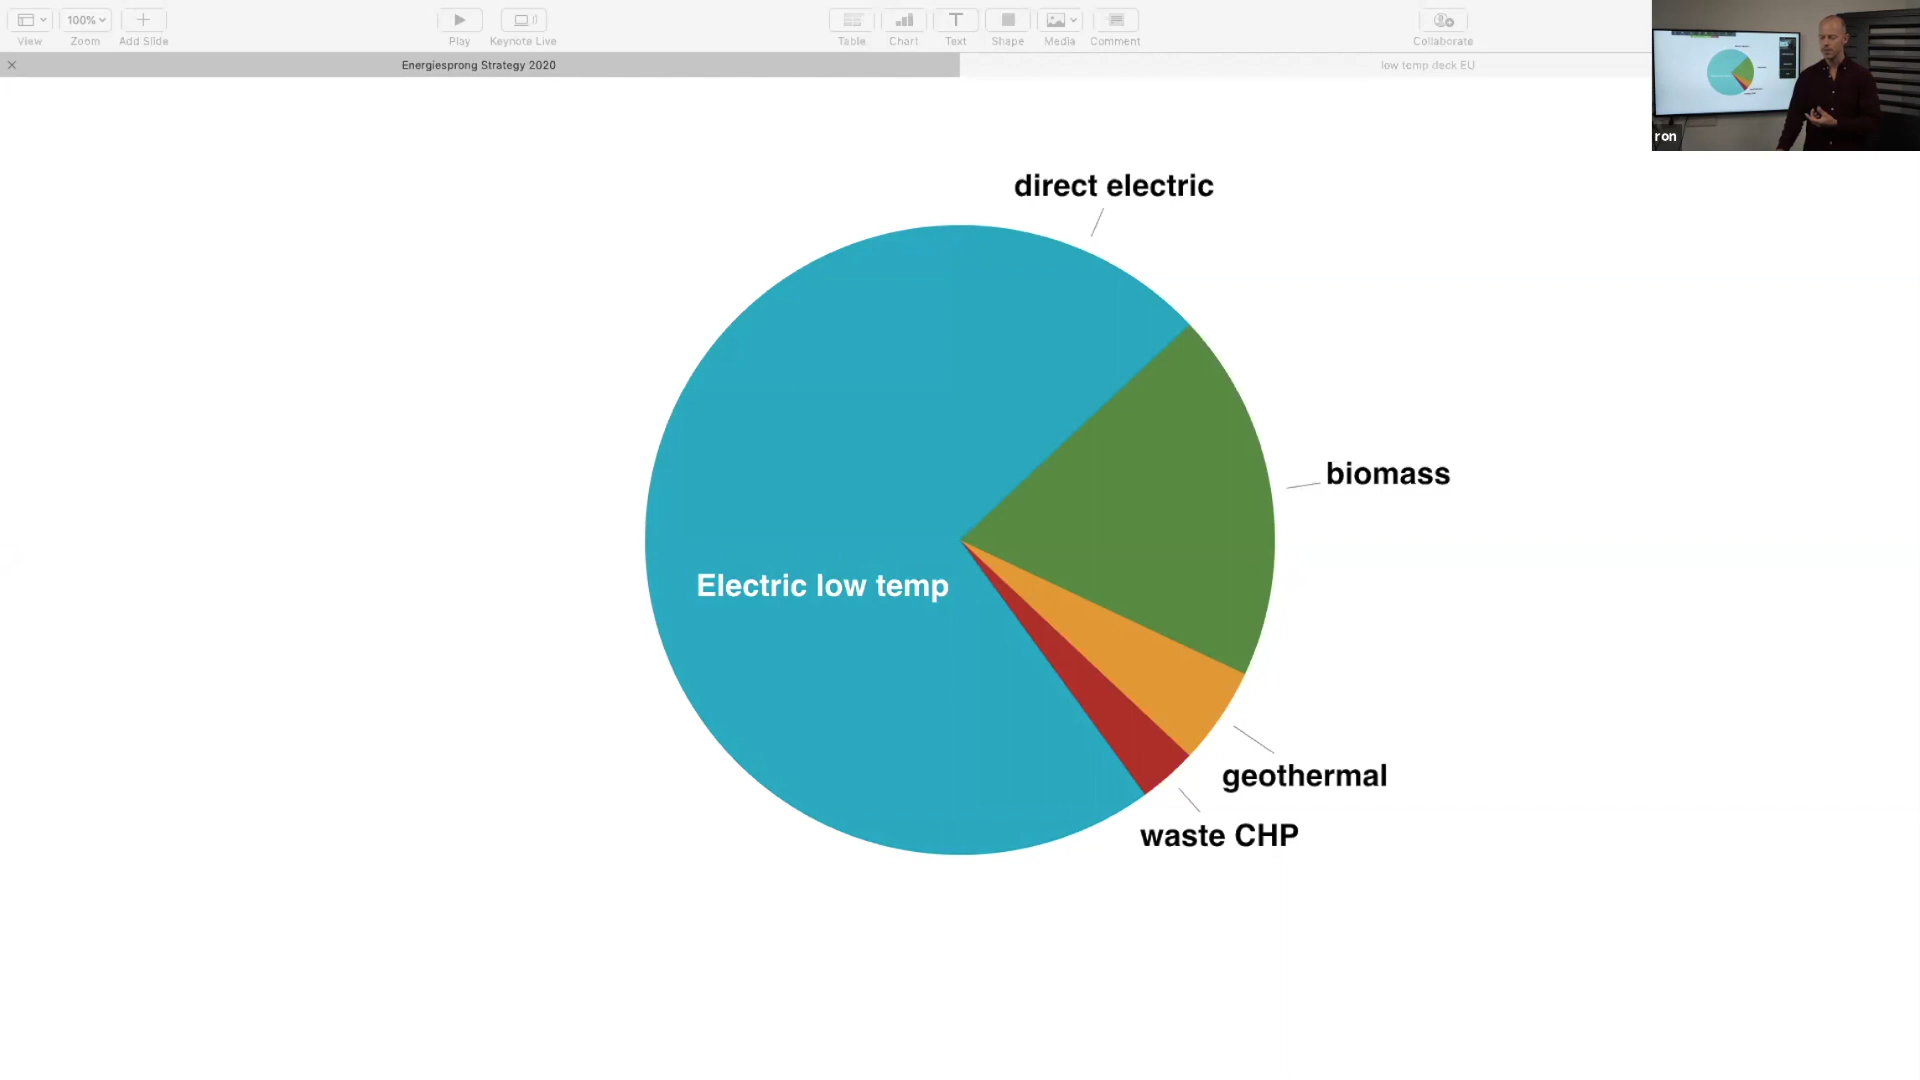 100%
View
Zoom
Add Slide
Play
Keynote Live
Table
Chart
Text
Shape
Media
Comment
Collaborate
Energiesprong Strategy 2020
low temp deck EU
ron
direct electric
biomass
Electric low temp
geothermal
waste CHP